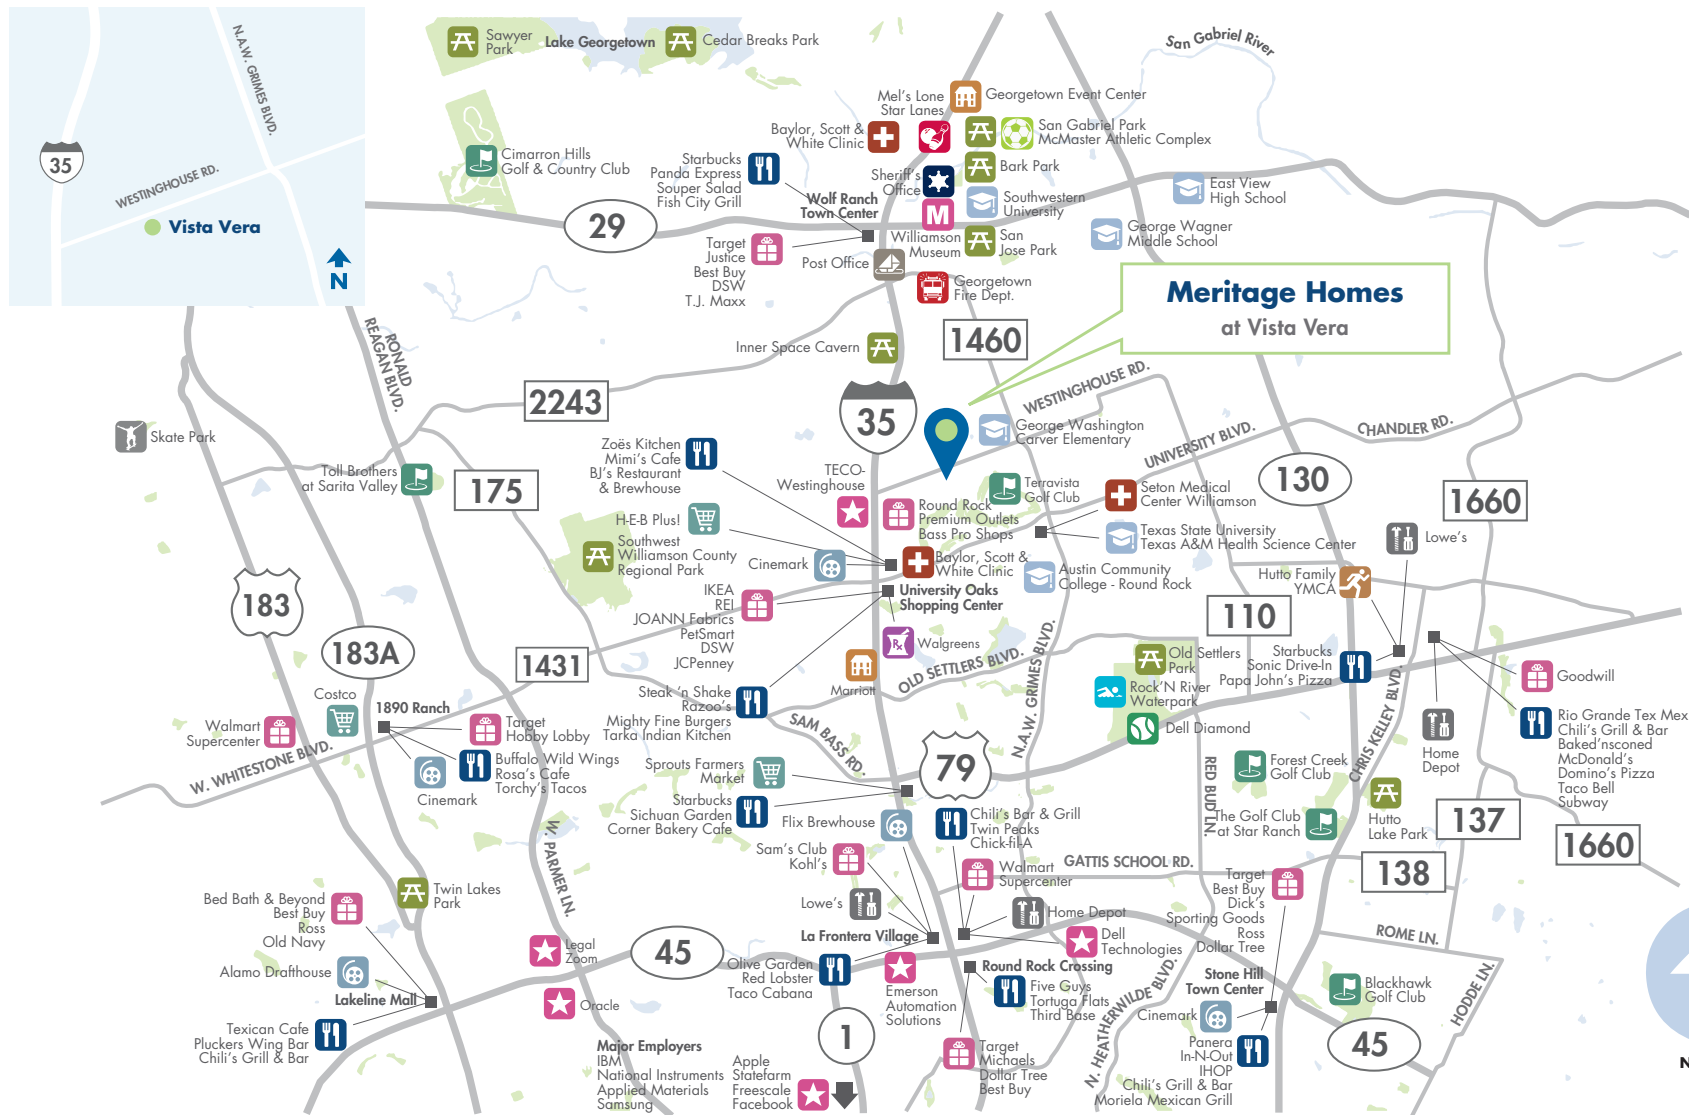 N.A.W. GRIMES BLVD.
35
WESTINGHOUSE RD.
Vista Vera
N
Sawyer
Park
Lake Georgetown
Cedar Breaks Park
San Gabriel River
Mel's Lone
Star Lanes
Georgetown Event Center
Baylor, Scott &
White Clinic
San Gabriel Park
McMaster Athletic Complex
Cimarron Hills
Golf & Country Club
Starbucks
Panda Express
Souper Salad
Fish City Grill
Bark Park
Sheriff's
Office
Southwestern
University
East View
High School
Wolf Ranch
Town Center
29
M
Williamson
Museum
San
Jose Park
George Wagner
Middle School
Target
Justice
Best Buy
DSW
T.J. Maxx
Post Office
Georgetown
Fire Dept.
Meritage Homes
at Vista Vera
RONALD
REAGAN BLVD.
Inner Space Cavern
1460
2243
35
WESTINGHOUSE RD.
George Washington
Carver Elementary
UNIVERSITY BLVD.
CHANDLER RD.
Skate Park
Toll Brothers
at Sarita Valley
175
Zoës Kitchen
Mimi's Cafe
BJ's Restaurant
& Brewhouse
TECO-
Westinghouse
Terravista
Golf Club
Seton Medical
Center Williamson
130
1660
H-E-B Plus!
Round Rock
Premium Outlets
Bass Pro Shops
Texas State University
Texas A&M Health Science Center
Lowe's
Southwest
Williamson County
Regional Park
Cinemark
Baylor, Scott &
White Clinic
Austin Community
College - Round Rock
Hutto Family
YMCA
183
IKEA
REI
JOANN Fabrics
PetSmart
DSW
JCPenney
University Oaks
Shopping Center
110
183A
1431
Walgreens
OLD SETTLERS BLVD.
N.A.W. GRIMES BLVD.
Old Settlers
Park
Starbucks
Sonic Drive-In
Papa John's Pizza
Goodwill
Marriott
Rock'N River
Waterpark
Dell Diamond
CHRIS KELLEY BLVD.
Home
Depot
Rio Grande Tex Mex
Chili's Grill & Bar
Baked'nsconed
McDonald's
Domino's Pizza
Taco Bell
Subway
Costco
1890 Ranch
Walmart
Supercenter
W. WHITESTONE BLVD.
Target
Hobby Lobby
Buffalo Wild Wings
Rosa's Cafe
Torchy's Tacos
Cinemark
Steak 'n Shake
Razoo's
Mighty Fine Burgers
Tarka Indian Kitchen
SAM BASS RD.
79
Sprouts Farmers
Market
Starbucks
Sichuan Garden
Corner Bakery Cafe
Flix Brewhouse
Chili's Bar & Grill
Twin Peaks
Chick-fil-A
RED BUD LN.
Forest Creek
Golf Club
The Golf Club
at Star Ranch
Hutto
Lake Park
137
1660
W. PARMER LN.
Sam's Club
Kohl's
Walmart
Supercenter
GATTIS SCHOOL RD.
138
Target
Best Buy
Dick's
Sporting Goods
Ross
Dollar Tree
Bed Bath & Beyond
Best Buy
Ross
Old Navy
Twin Lakes
Park
Lowe's
Home Depot
La Frontera Village
Dell
Technologies
ROME LN.
Legal
Zoom
45
Alamo Drafthouse
Lakeline Mall
Oracle
Olive Garden
Red Lobster
Taco Cabana
Emerson
Automation
Solutions
Round Rock Crossing
Five Guys
Tortuga Flats
Third Base
N. HEATHERWILDE BLVD.
Stone Hill
Town Center
Cinemark
Blackhawk
Golf Club
HODDE LN.
Texican Cafe
Pluckers Wing Bar
Chili's Grill & Bar
1
45
Major Employers
IBM
National Instruments
Applied Materials
Samsung
Apple
Statefarm
Freescale
Facebook
Target
Michaels
Dollar Tree
Best Buy
Panera
In-N-Out
IHOP
Chili's Grill & Bar
Moriela Mexican Grill
N